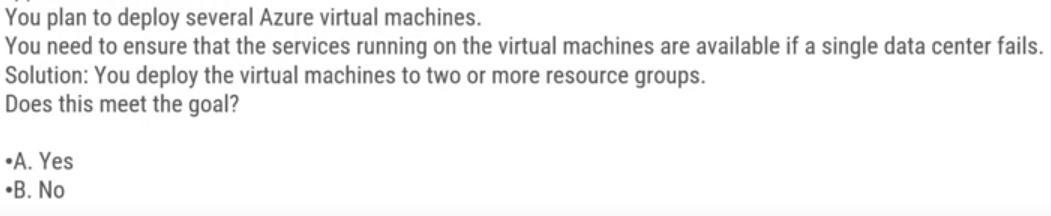 You plan to deploy several Azure virtual machines.
You need to ensure that the services running on the virtual machines are available if a single data center fails.
Solution: You deploy the virtual machines to two or more resource groups.
Does this meet the goal?
•A. Yes
•B. No